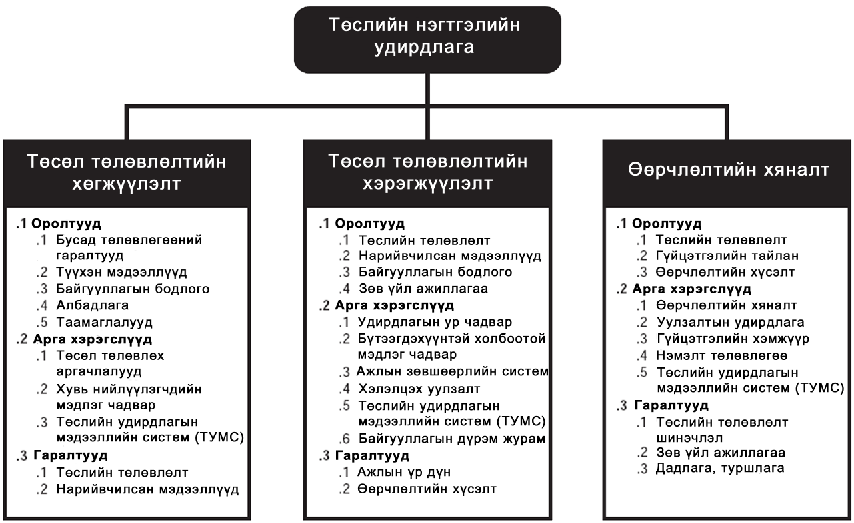 Төслийн нэгтгэлийн
удирдлага
Төсөл төлөвлөлтийн
хөгжүүлэлт
.1 Оролтууд
.1 Бусад төлөвлөгөөний
гаралтууд
.2 Түүхэн мэдээллүүд
.3 Байгууллагын бодлого
.4 Албадлага
.5 Таамаглалууд
.2 Арга хэрэгслүүд
.1 Төсөл төлөвлөх
аргачлалууд
.2 Хувь нийлүүлэгчдийн
мэдлэг чадвар
.3 Төслийн удирдлагын
мэдээллийн систем (ТУМС)
.3 Гаралтууд
.1 Төслийн төлөвлөлт
.2 Нарийвчилсан мэдээллүүд
Төсөл төлөвлөлтийн
хэрэгжүүлэлт
.1 Оролтууд
.1 Төслийн төлөвлөлт
.2 Нарийвчилсан мэдээллүүд
.3 Байгууллагын бодлого
.4 Зөв үйл ажиллагаа
.2 Арга хэрэгслүүд
.1 Удирдлагын ур чадвар
.2 Бүтээгдэхүүнтэй холбоотой
мэдлэг чадвар
.3 Ажлын зөвшөөрлийн систем
.4 Хэлэлцэх уулзалт
.5 Төслийн удирдлагын
мэдээллийн систем (ТУМС)
.6 Байгууллагын дүрэм журам
.3 Гаралтууд
.1 Ажлын үр дүн
.2 Өөрчлөлтийн хүсэлт
Өөрчлөлтийн хяналт
.1 Оролтууд
.1 Төслийн төлөвлөлт
.2 Гүйцэтгэлийн тайлан
.3 Өөрчлөлтийн хүсэлт
.2 Арга хэрэгслүүд
.1 Өөрчлөлтийн хяналт
.2 Уулзалтын удирдлага
.3 Гүйцэтгэлийн хэмжүүр
.4 Нэмэлт төлөвлөгөө
.5 Төслийн удирдлагын
мэдээллийн систем (ТУМС)
.3 Гаралтууд
.1 Төслийн төлөвлөлт
шинэчлэл
.2 Зөв үйл ажиллагаа
.3 Дадлага, туршлага